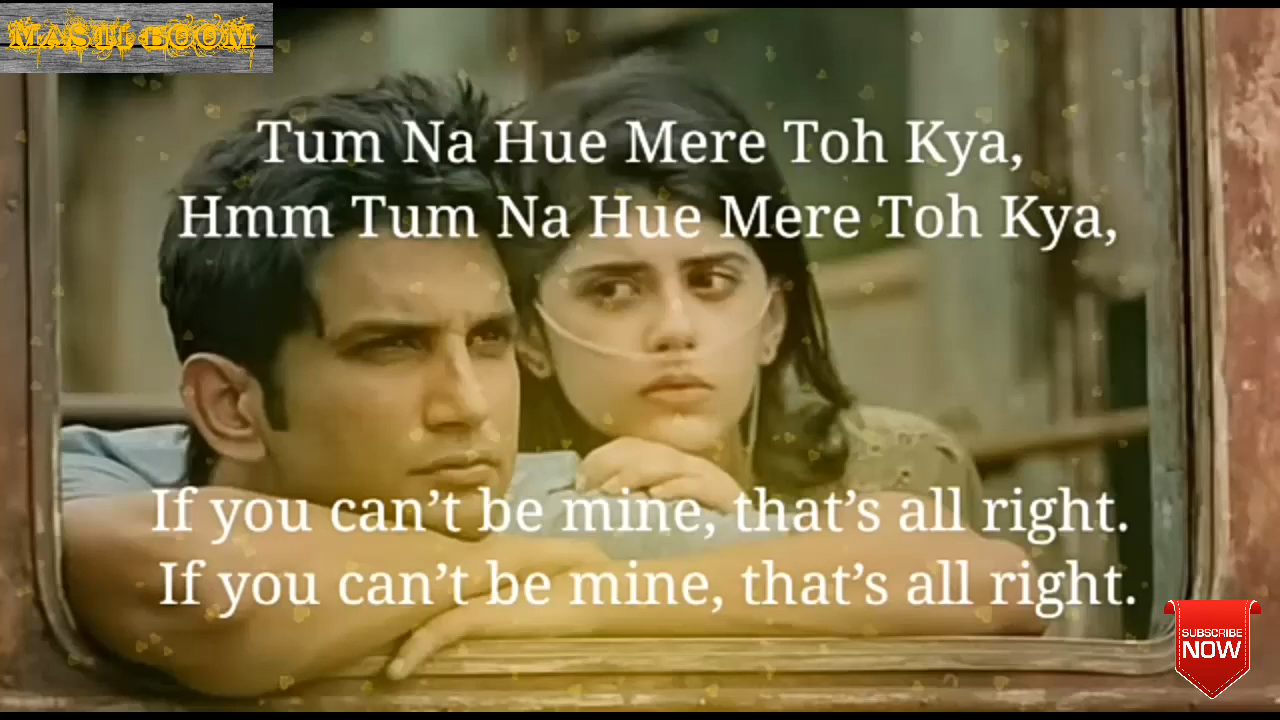 MASTI BOOM
Tum Na Hue Mere Toh Kya,
Hmm Tum Na Hue Mere Toh Kya,
If you can’t be mine, that’s all right.
If you can’t be mine, that’s all right.
SUBSCRIBE
NOW